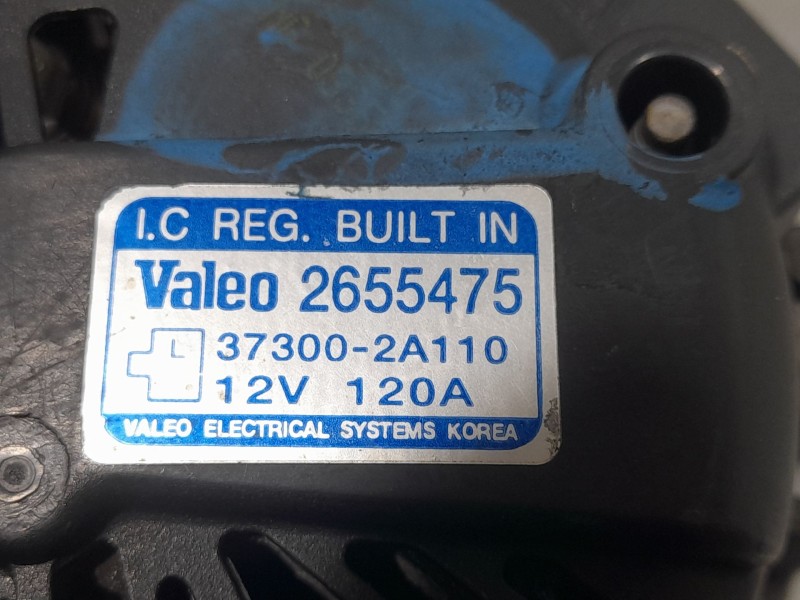 I.C REG. BUILT IN
Valeo 2655475
37300-2A110
12V 120A
VALEO ELECTRICAL SYSTEMS KOREA